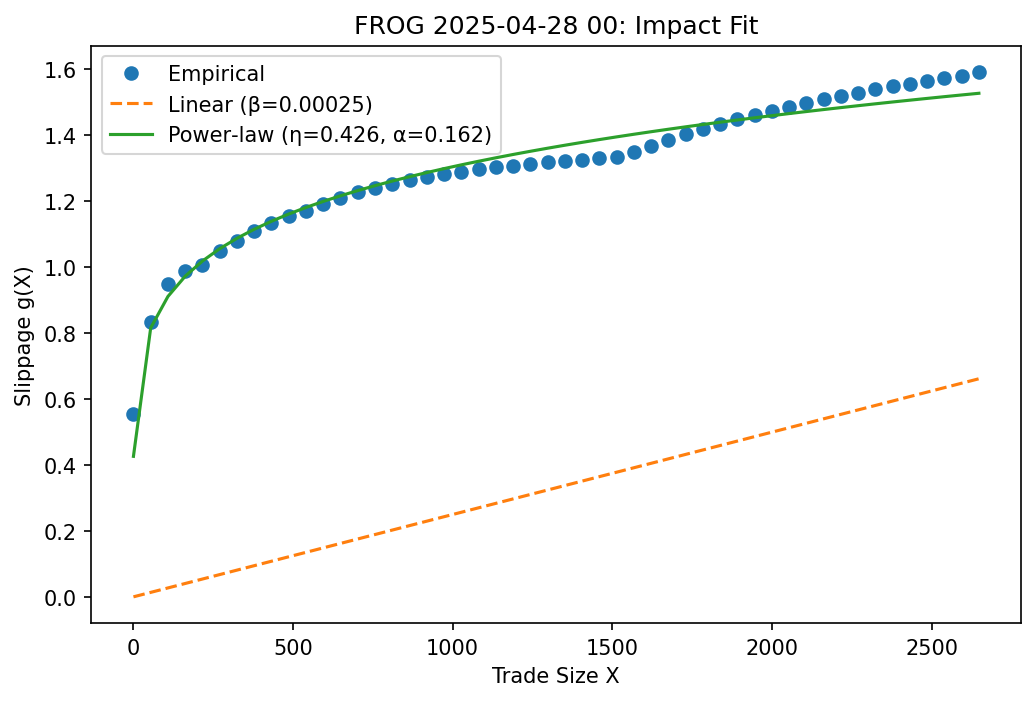 FROG 2025-04-28 00: Impact Fit
Empirical
Linear (β=0.00025)
Power-law (η=0.426, α=0.162)
Slippage g(X)
1.6
1.4
1.2
1.0
0.8
0.6
0.4
0.2
0.0
0 500 1000 1500 2000 2500
Trade Size X